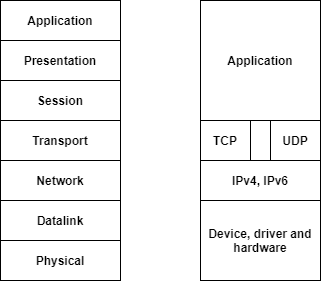 Application
Presentation
Session
Transport
Network
Datalink
Physical
Application
TCP UDP
IPv4, IPv6
Device, driver and
hardware